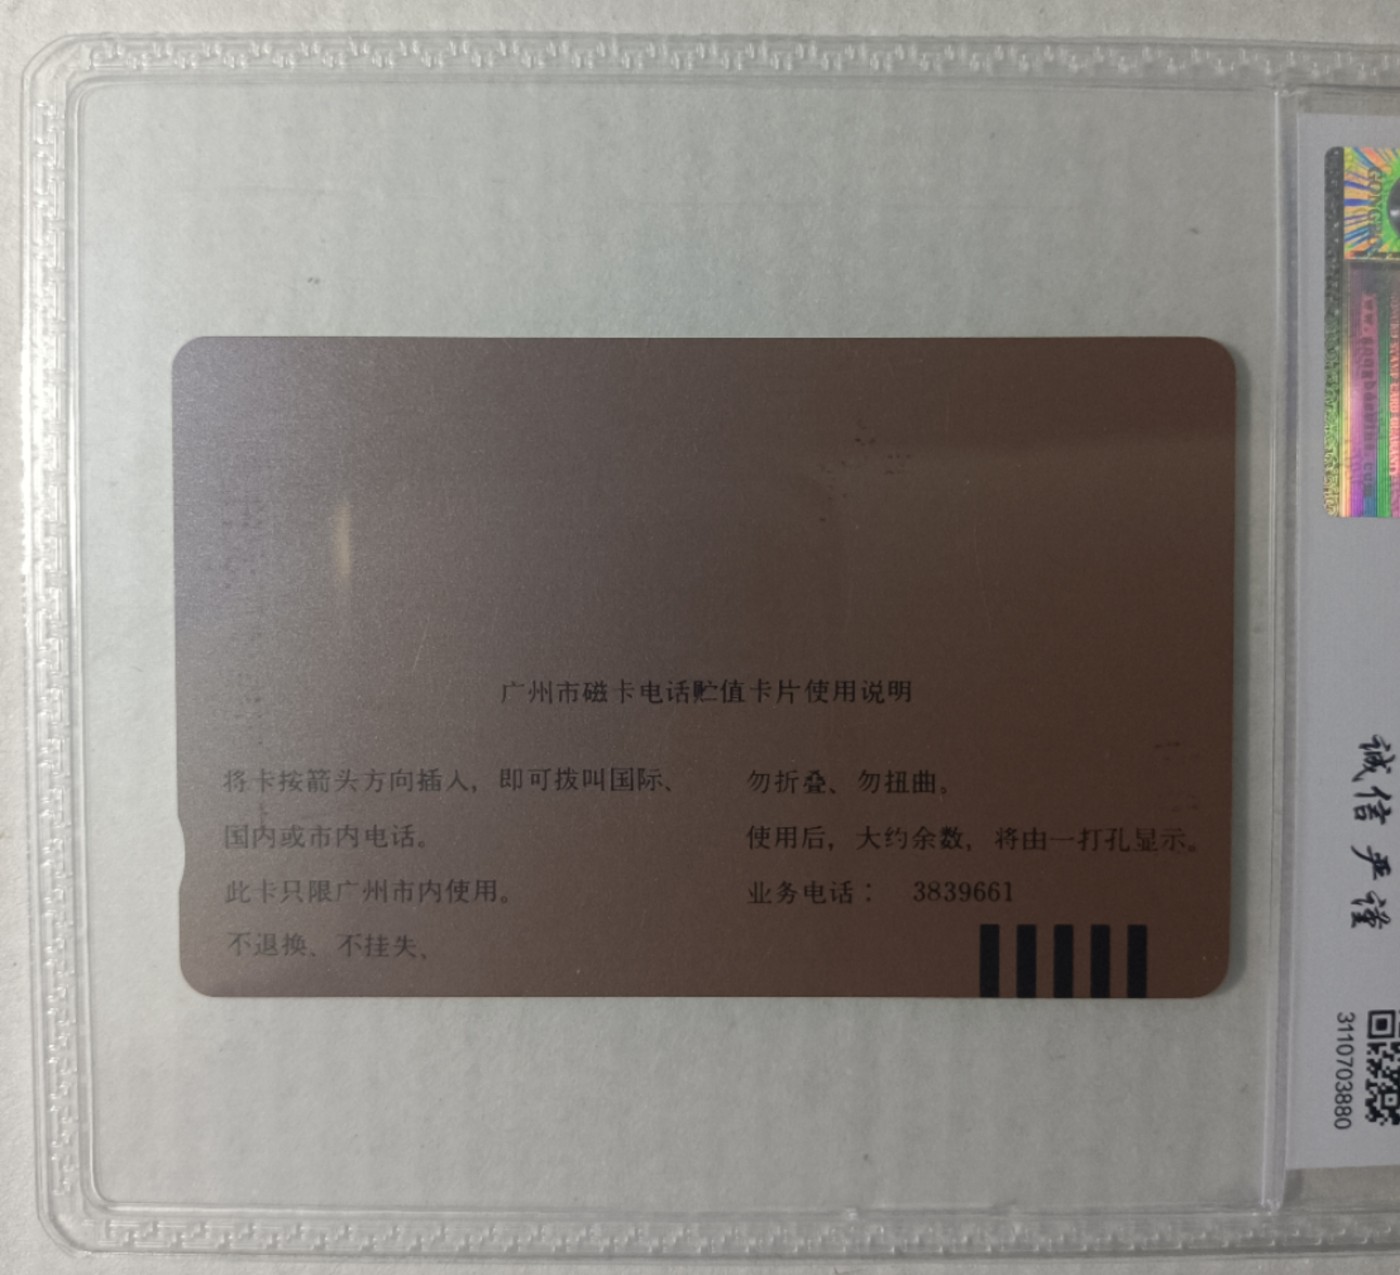 广州市磁卡电话贮值卡片使用说明
将卡按箭头方向插入，即可拨叫国际、
国内或市内电话。
此卡只限广州市内使用。
不退换、不挂失、
勿折叠、勿扭曲。
使用后，大约余数，将由一打孔显示。
业务电话： 3839661
诚信 严谨
3110703880